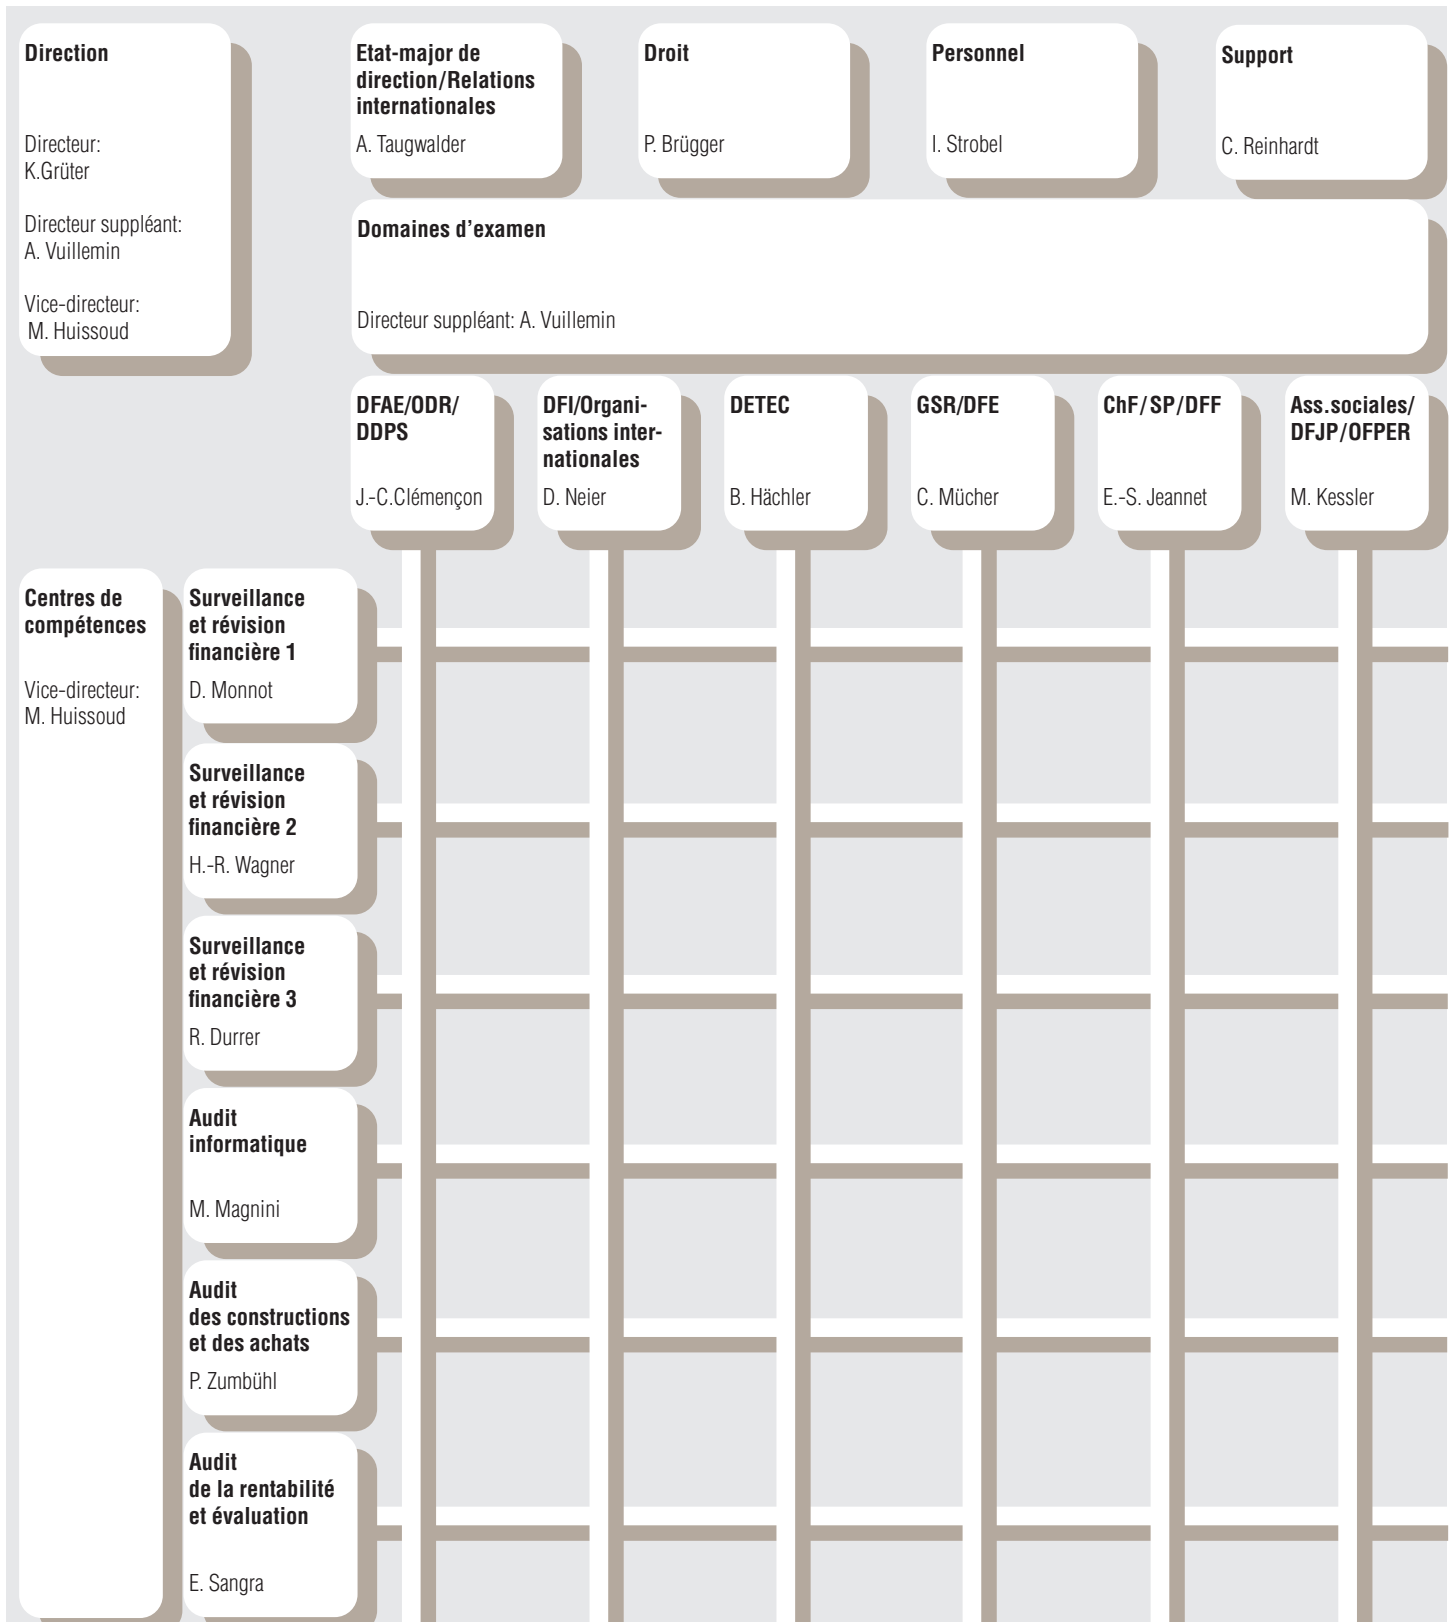 Direction
Directeur:
K.Grüter
Directeur suppléant:
A. Vuillemin
Vice-directeur:
M. Huissoud
Etat-major de
direction/Relations
internationales
A. Taugwalder
Droit
P. Brügger
Personnel
I. Strobel
Support
C. Reinhardt
Domaines d’examen
Directeur suppléant: A. Vuillemin
DFAE/ODR/
DDPS
J.-C.Clémençon
DFI/Organi-
sations inter-
nationales
D. Neier
DETEC
B. Hächler
GSR/DFE
C. Mücher
ChF/SP/DFF
E.-S. Jeannet
Ass.sociales/
DFJP/OFPER
M. Kessler
Centres de
compétences
Vice-directeur:
M. Huissoud
Surveillance
et révision
financière 1
D. Monnot
Surveillance
et révision
financière 2
H.-R. Wagner
Surveillance
et révision
financière 3
R. Durrer
Audit
informatique
M. Magnini
Audit
des constructions
et des achats
P. Zumbühl
Audit
de la rentabilité
et évaluation
E. Sangra